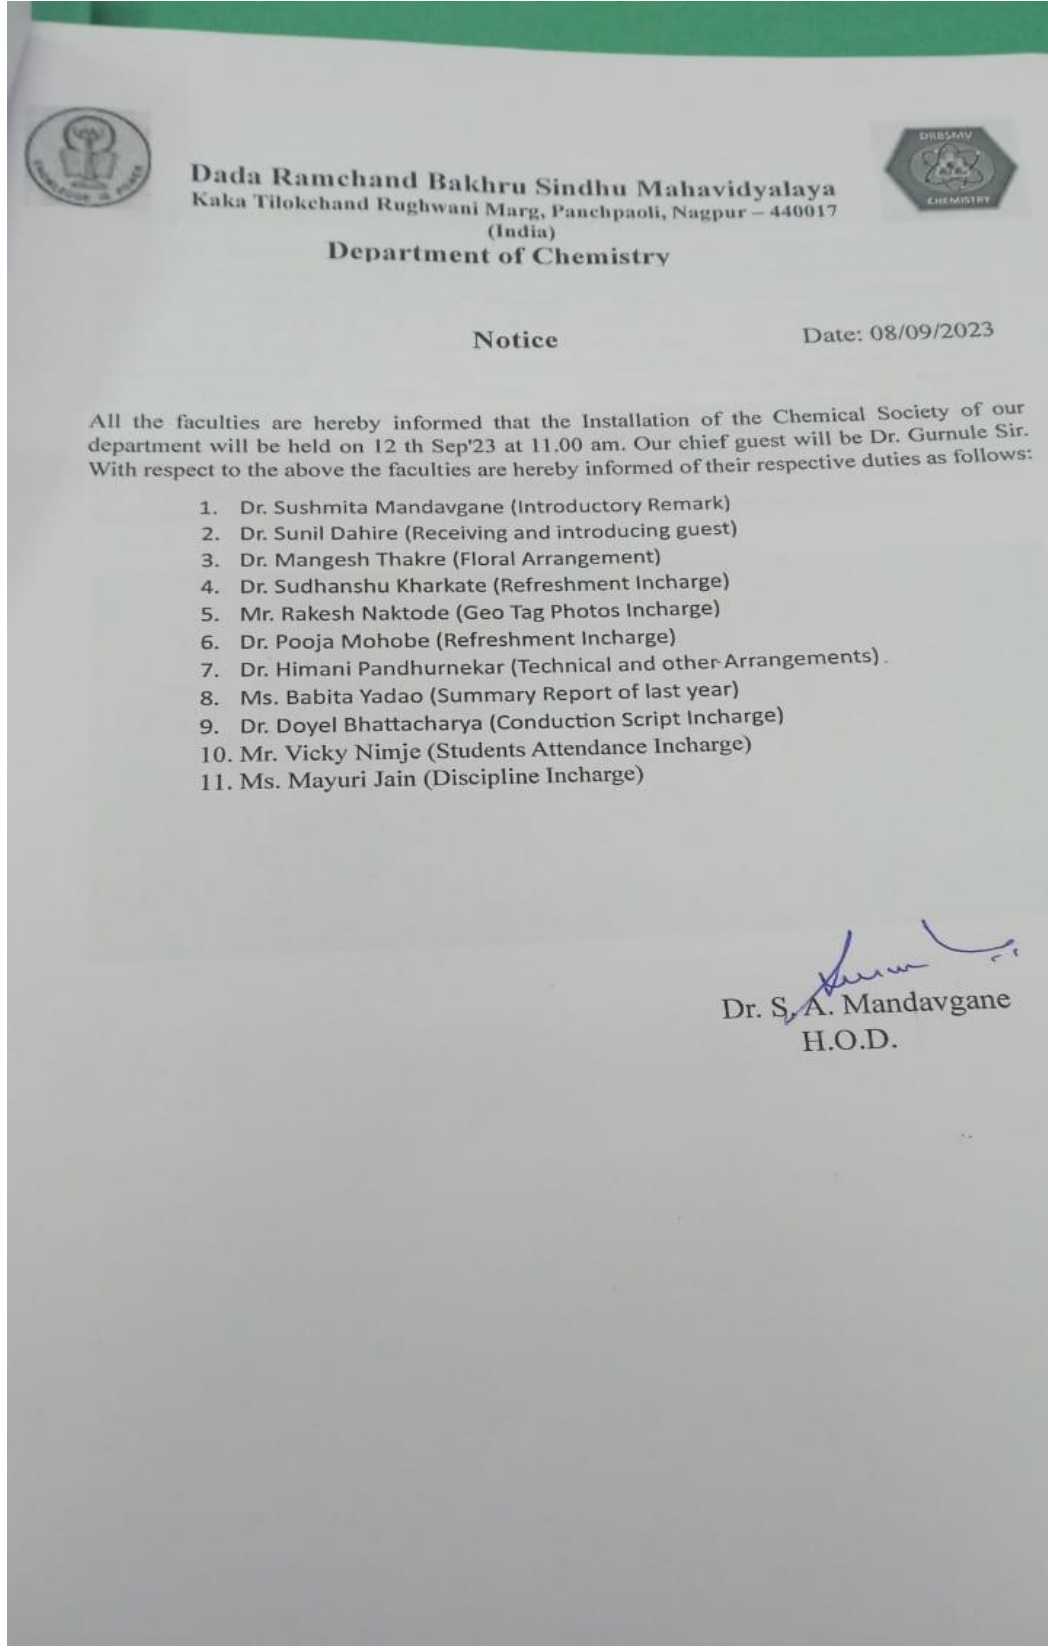 KNOWLEDGE IS POWER
DRBSMV
CHEMISTRY
Dada Ramchand Bakhru Sindhu Mahavidyalaya
Kaka Tilokchand Rughwani Marg, Panchpaoli, Nagpur – 440017
(India)
Department of Chemistry
Notice
Date: 08/09/2023
All the faculties are hereby informed that the Installation of the Chemical Society of our
department will be held on 12 th Sep'23 at 11.00 am. Our chief guest will be Dr. Gurnule Sir.
With respect to the above the faculties are hereby informed of their respective duties as follows:
1. Dr. Sushmita Mandavgane (Introductory Remark)
2. Dr. Sunil Dahire (Receiving and introducing guest)
3. Dr. Mangesh Thakre (Floral Arrangement)
4. Dr. Sudhanshu Kharkate (Refreshment Incharge)
5. Mr. Rakesh Naktode (Geo Tag Photos Incharge)
6. Dr. Pooja Mohobe (Refreshment Incharge)
7. Dr. Himani Pandhurnekar (Technical and other Arrangements).
8. Ms. Babita Yadao (Summary Report of last year)
9. Dr. Doyel Bhattacharya (Conduction Script Incharge)
10. Mr. Vicky Nimje (Students Attendance Incharge)
11. Ms. Mayuri Jain (Discipline Incharge)
Dr. S. A. Mandavgane
H.O.D.